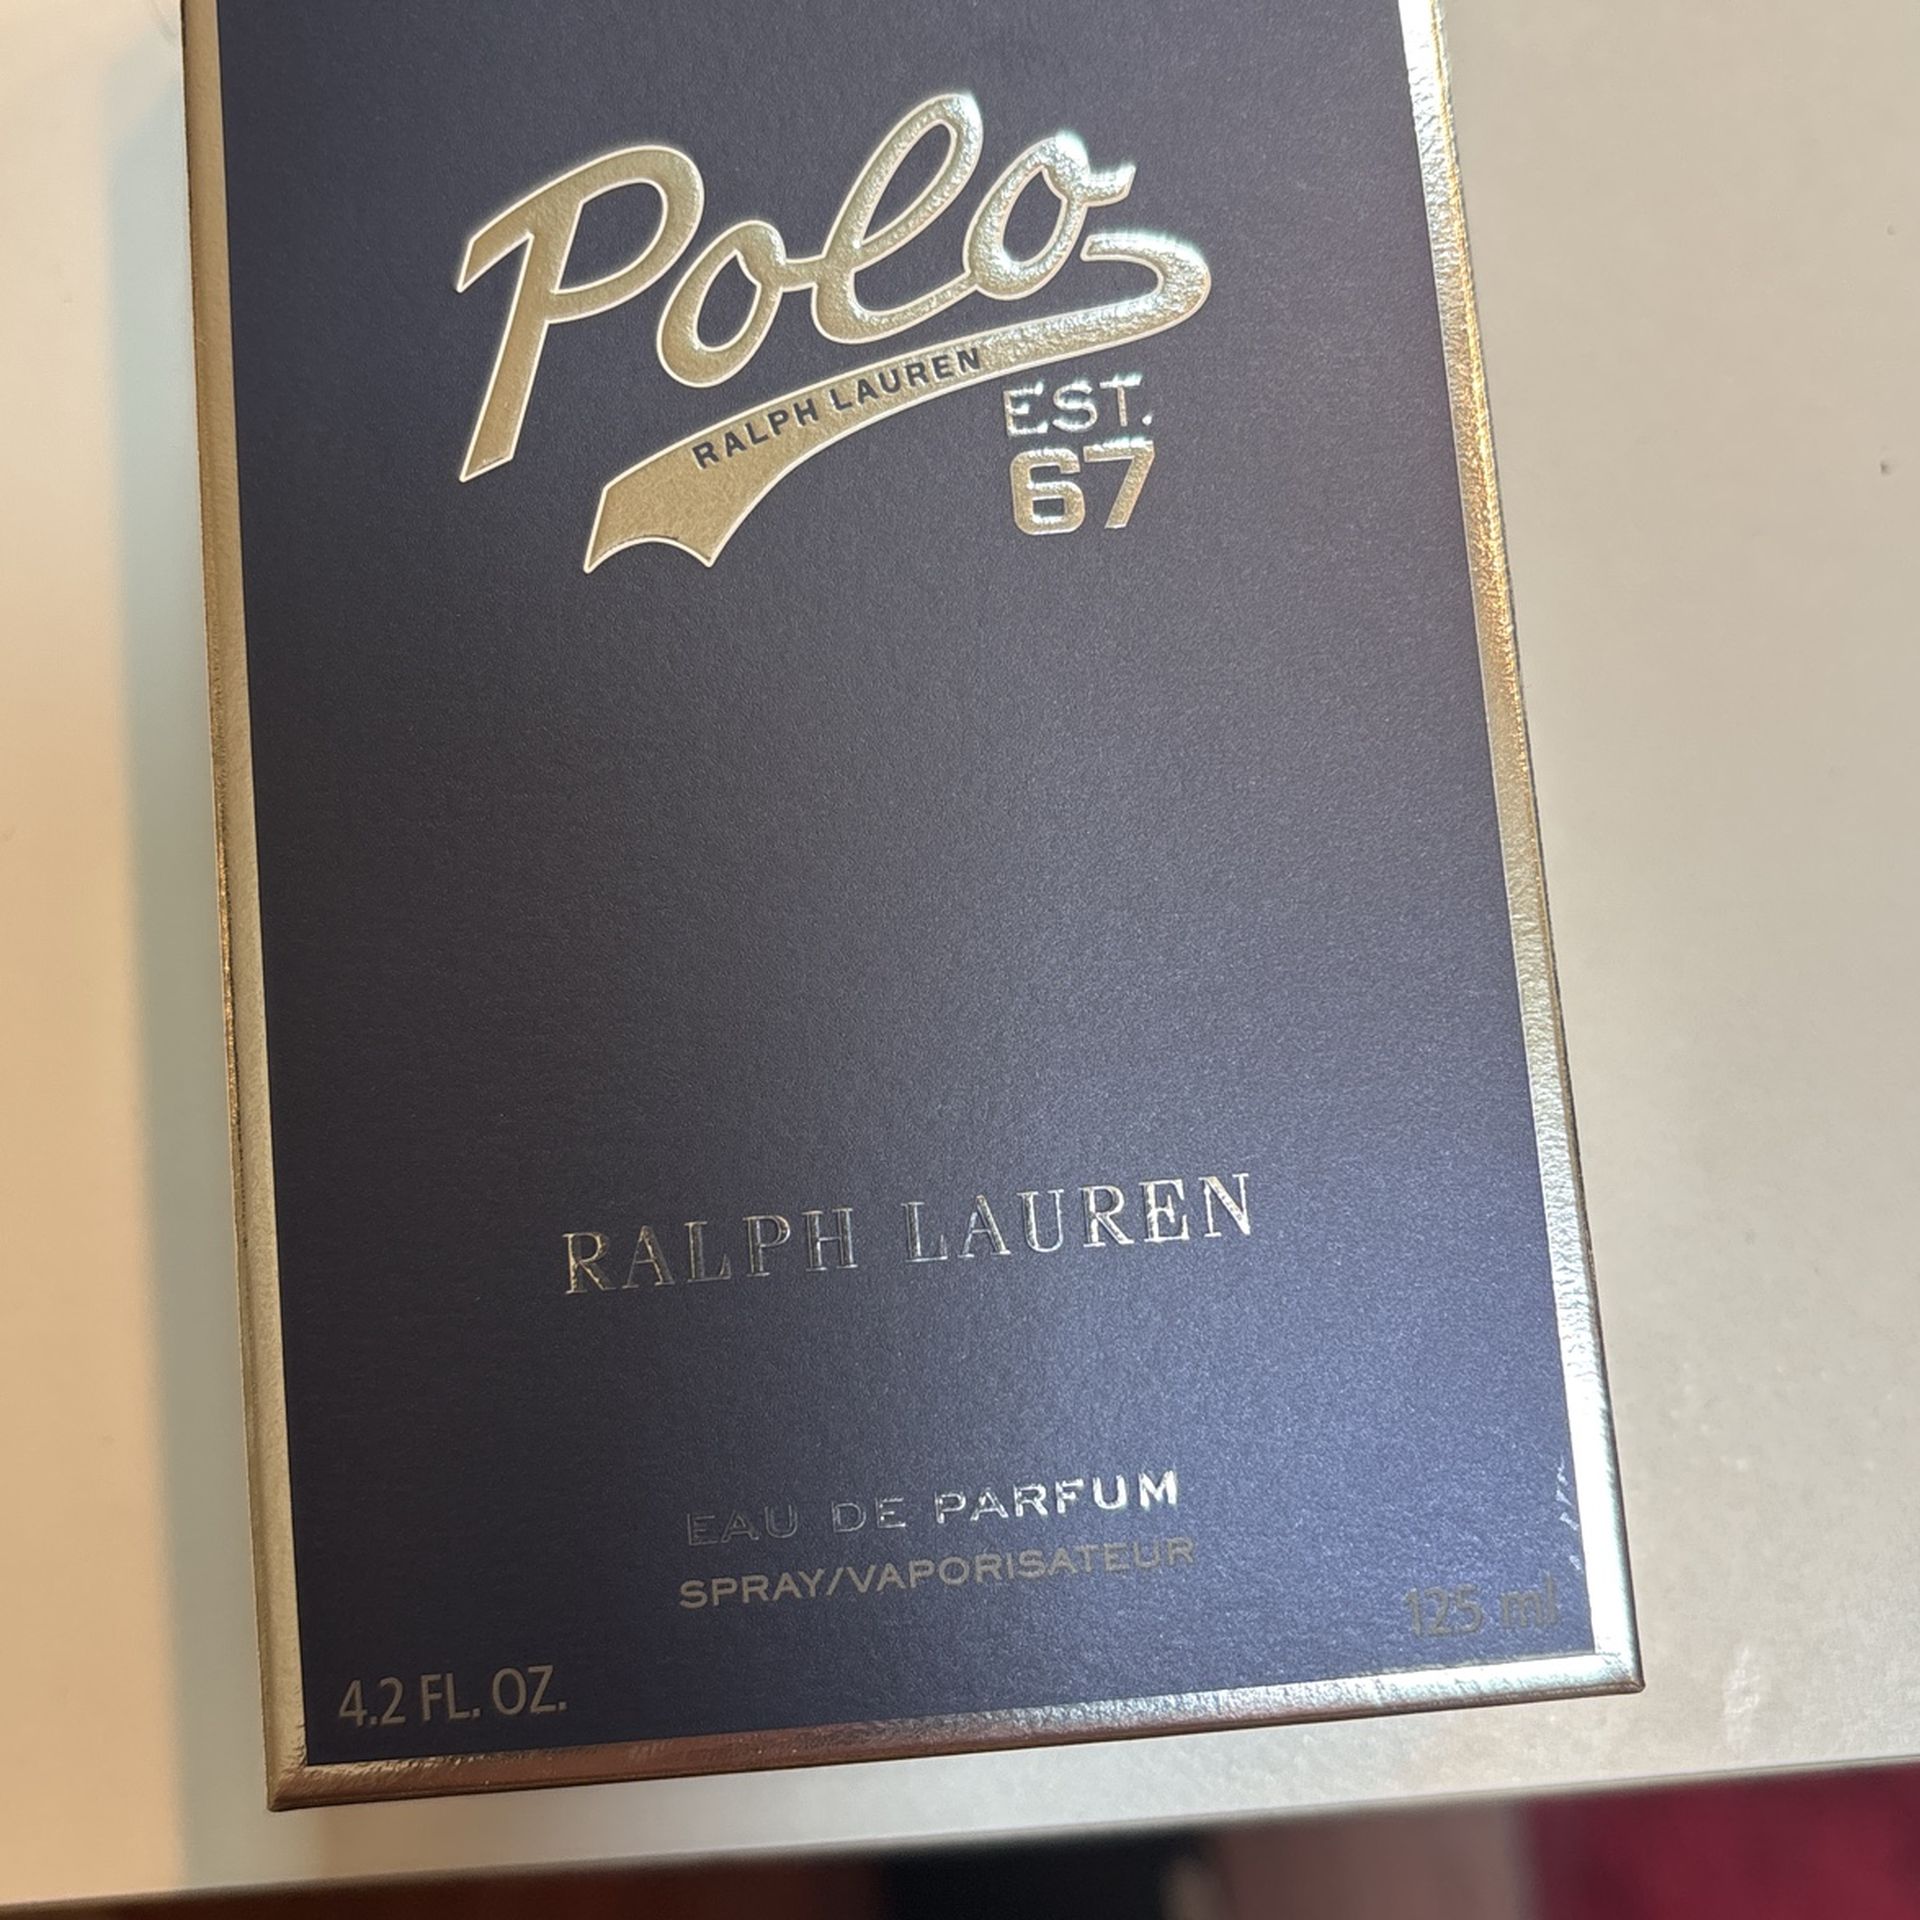 Polo
RALPH LAUREN
EST.
67
RALPH LAUREN
EAU DE PARFUM
SPRAY/VAPORISATEUR
125 ml
4.2 FL. OZ.